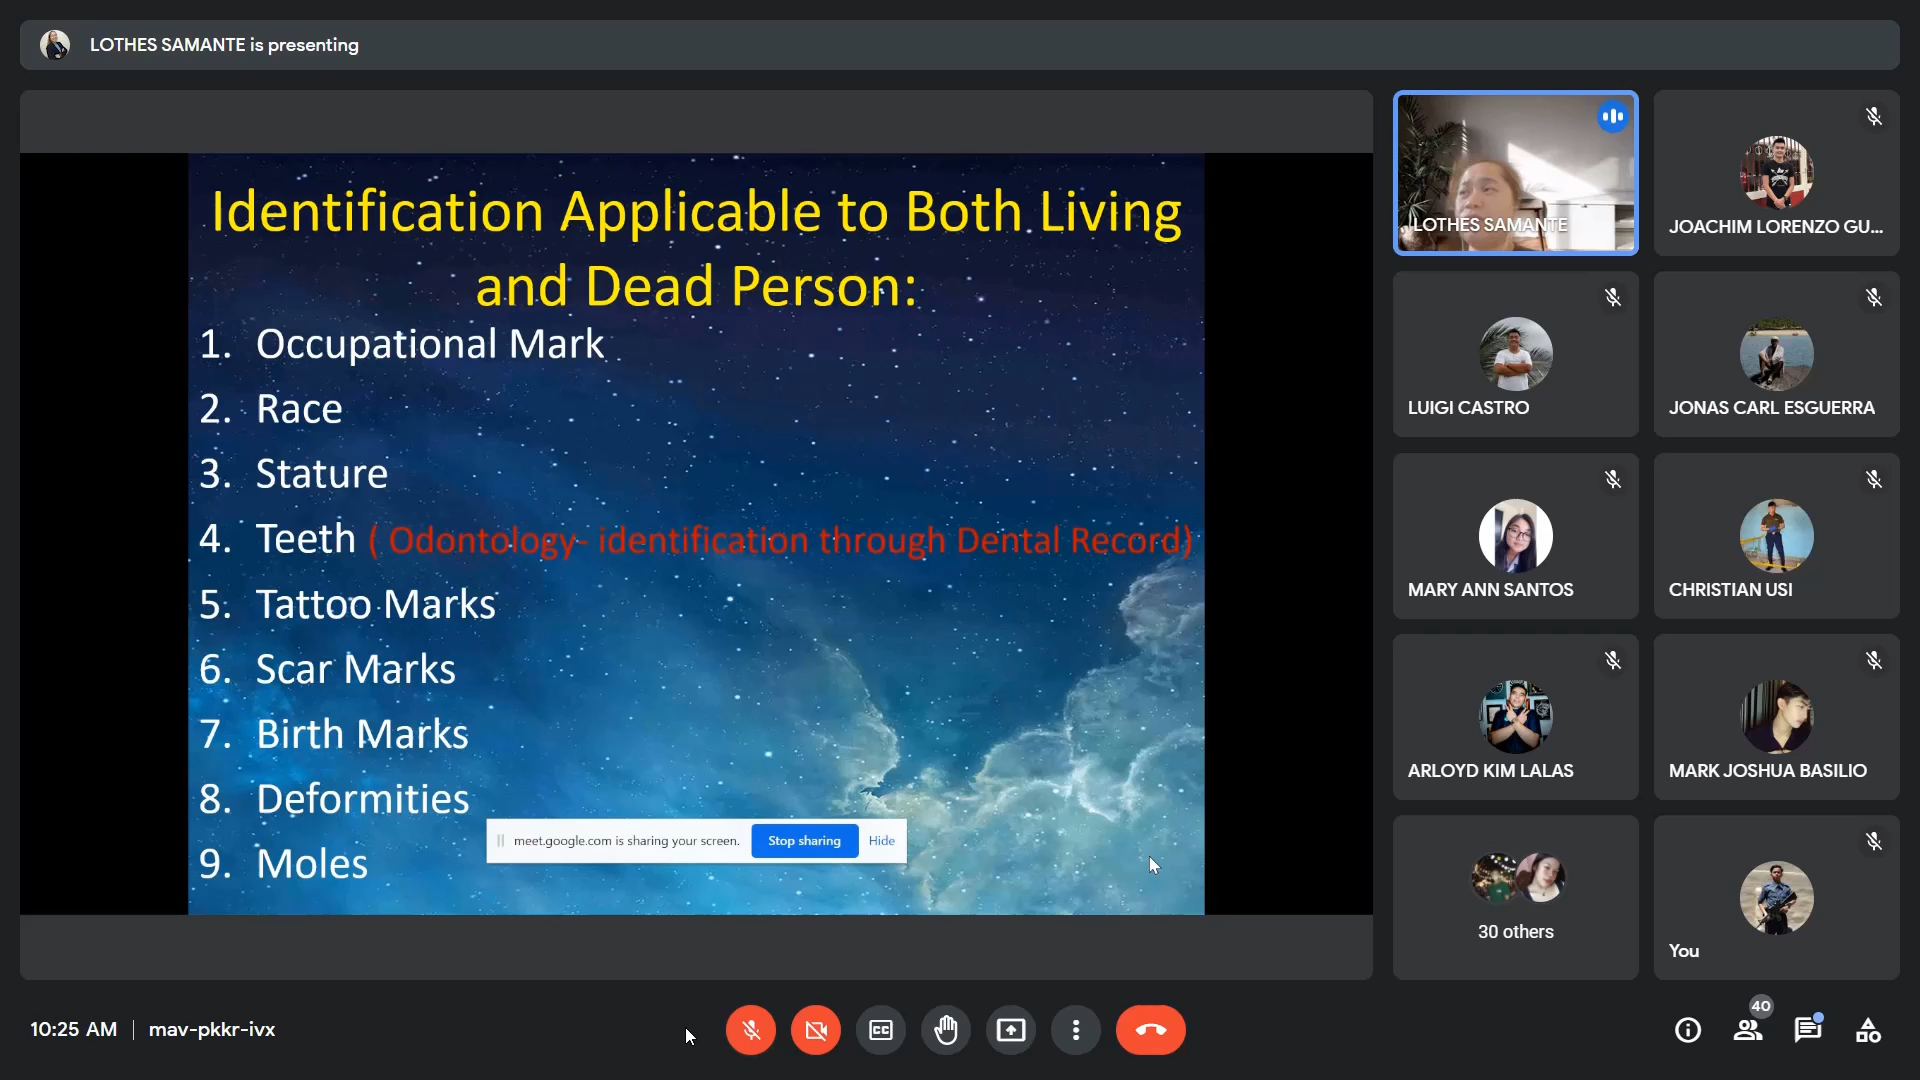 LOTHES SAMANTE is presenting
Identification Applicable to Both Living
and Dead Person:
1. Occupational Mark
2. Race
3. Stature
4. Teeth ( Odontology- identification through Dental Record)
5. Tattoo Marks
6. Scar Marks
7. Birth Marks
8. Deformities
9. Moles
meet.google.com is sharing your screen. Stop sharing Hide
LOTHES SAMANTE
JOACHIM LORENZO GU...
LUIGI CASTRO
JONAS CARL ESGUERRA
MARY ANN SANTOS
CHRISTIAN USI
ARLOYD KIM LALAS
MARK JOSHUA BASILIO
30 others
You
10:25 AM | mav-pkkr-ivx
CC
40